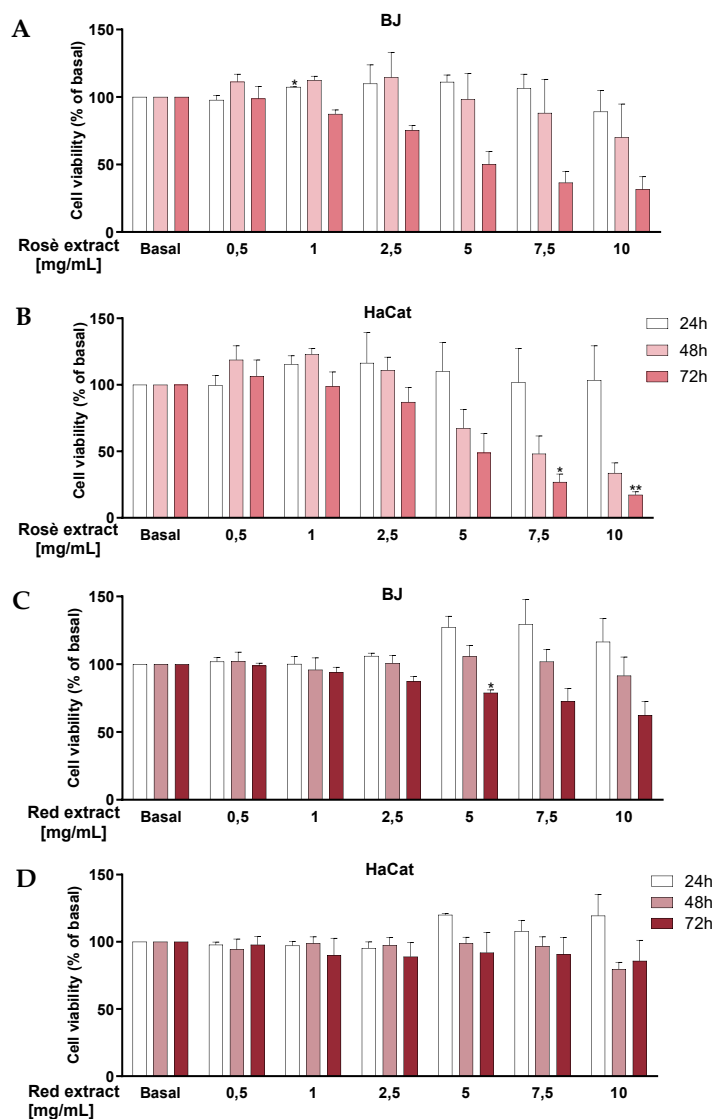 A
BJ
150
100
50
0
Cell viability (% of basal)
*
Rosè extract
[mg/mL]
Basal 0,5 1 2,5 5 7,5 10
B
HaCat
150
100
50
0
Cell viability (% of basal)
24h
48h
72h
*
**
Rosè extract
[mg/mL]
Basal 0,5 1 2,5 5 7,5 10
C
BJ
150
100
50
0
Cell viability (% of basal)
*
Red extract
[mg/mL]
Basal 0,5 1 2,5 5 7,5 10
D
HaCat
150
100
50
0
Cell viability (% of basal)
24h
48h
72h
Red extract
[mg/mL]
Basal 0,5 1 2,5 5 7,5 10